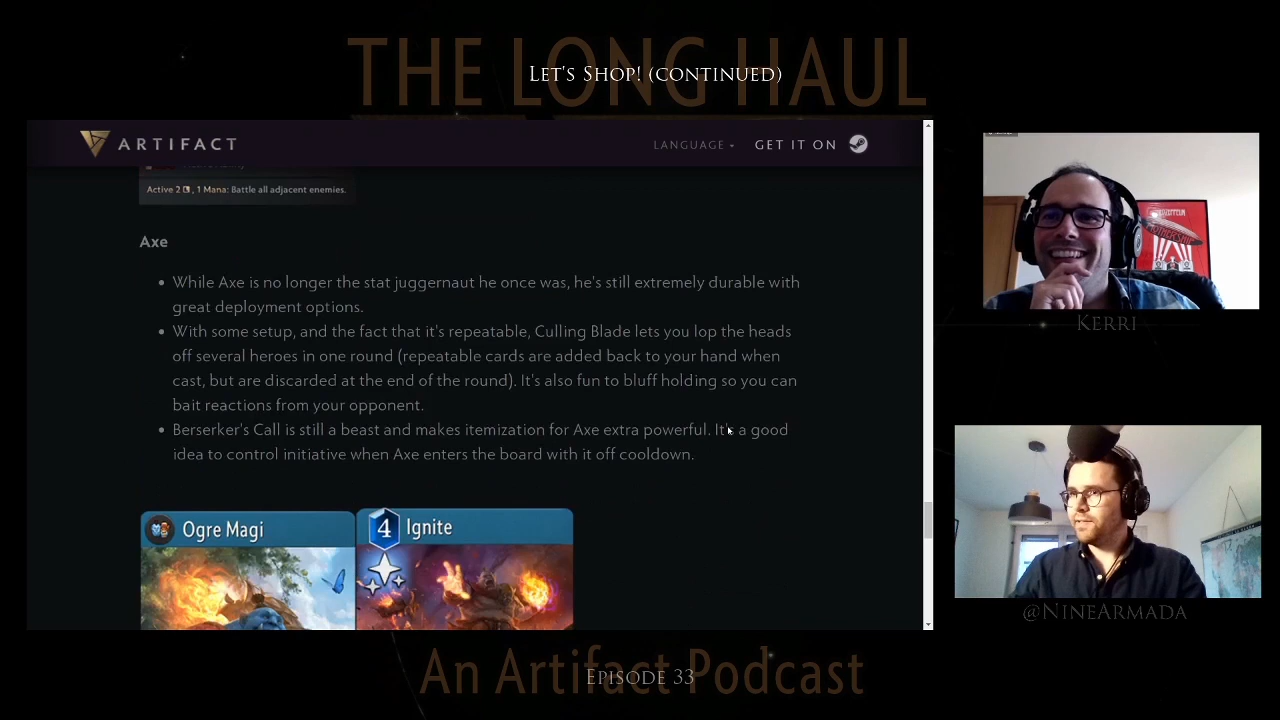 THE LONG HAUL
LET'S SHOP! (CONTINUED)
ARTIFACT
LANGUAGE
GET IT ON
Active 2 , 1 Mana: Battle all adjacent enemies.
Axe
• While Axe is no longer the stat juggernaut he once was, he's still extremely durable with
great deployment options.
• With some setup, and the fact that it's repeatable, Culling Blade lets you lop the heads
off several heroes in one round (repeatable cards are added back to your hand when
cast, but are discarded at the end of the round). It's also fun to bluff holding so you can
bait reactions from your opponent.
• Berserker's Call is still a beast and makes itemization for Axe extra powerful. It's a good
idea to control initiative when Axe enters the board with it off cooldown.
Ogre Magi
4 Ignite
MOTHERSHIP
KERRI
@NINEARMADA
An Artifact Podcast
EPISODE 33